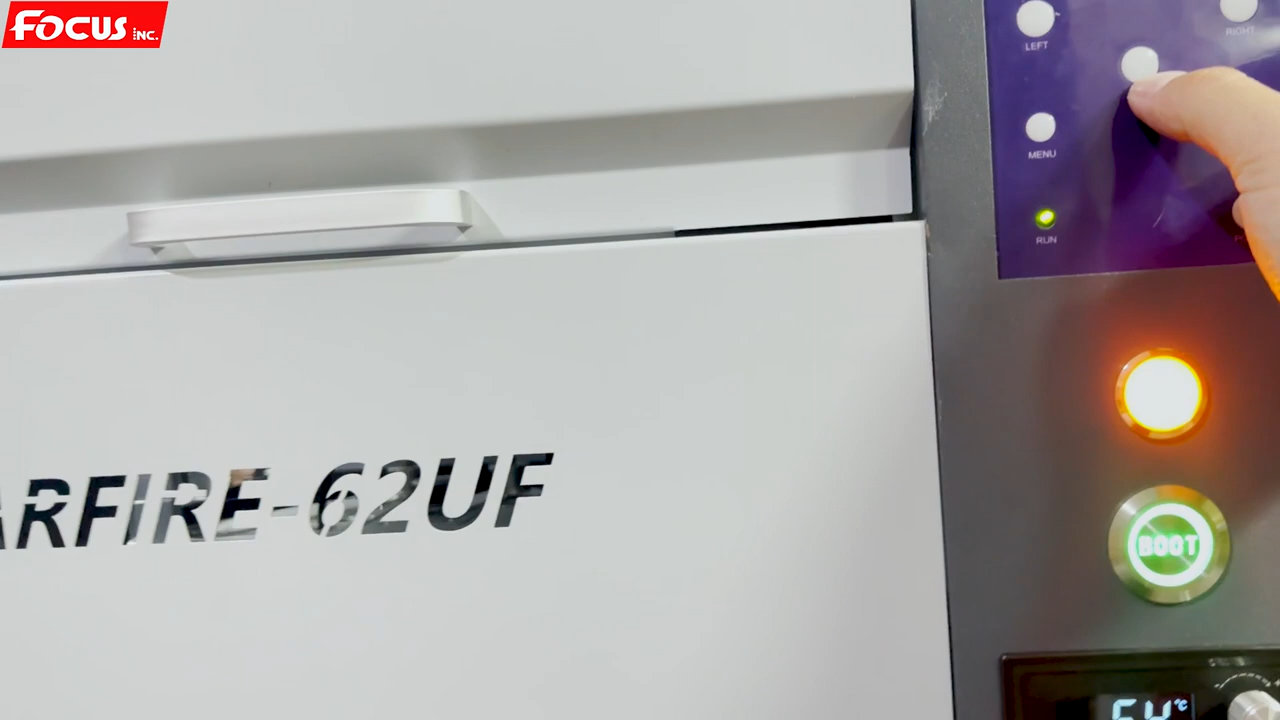 FOCUS INC.
LEFT
RIGHT
MENU
RUN
ARFIRE-62UF
BOOT
°C